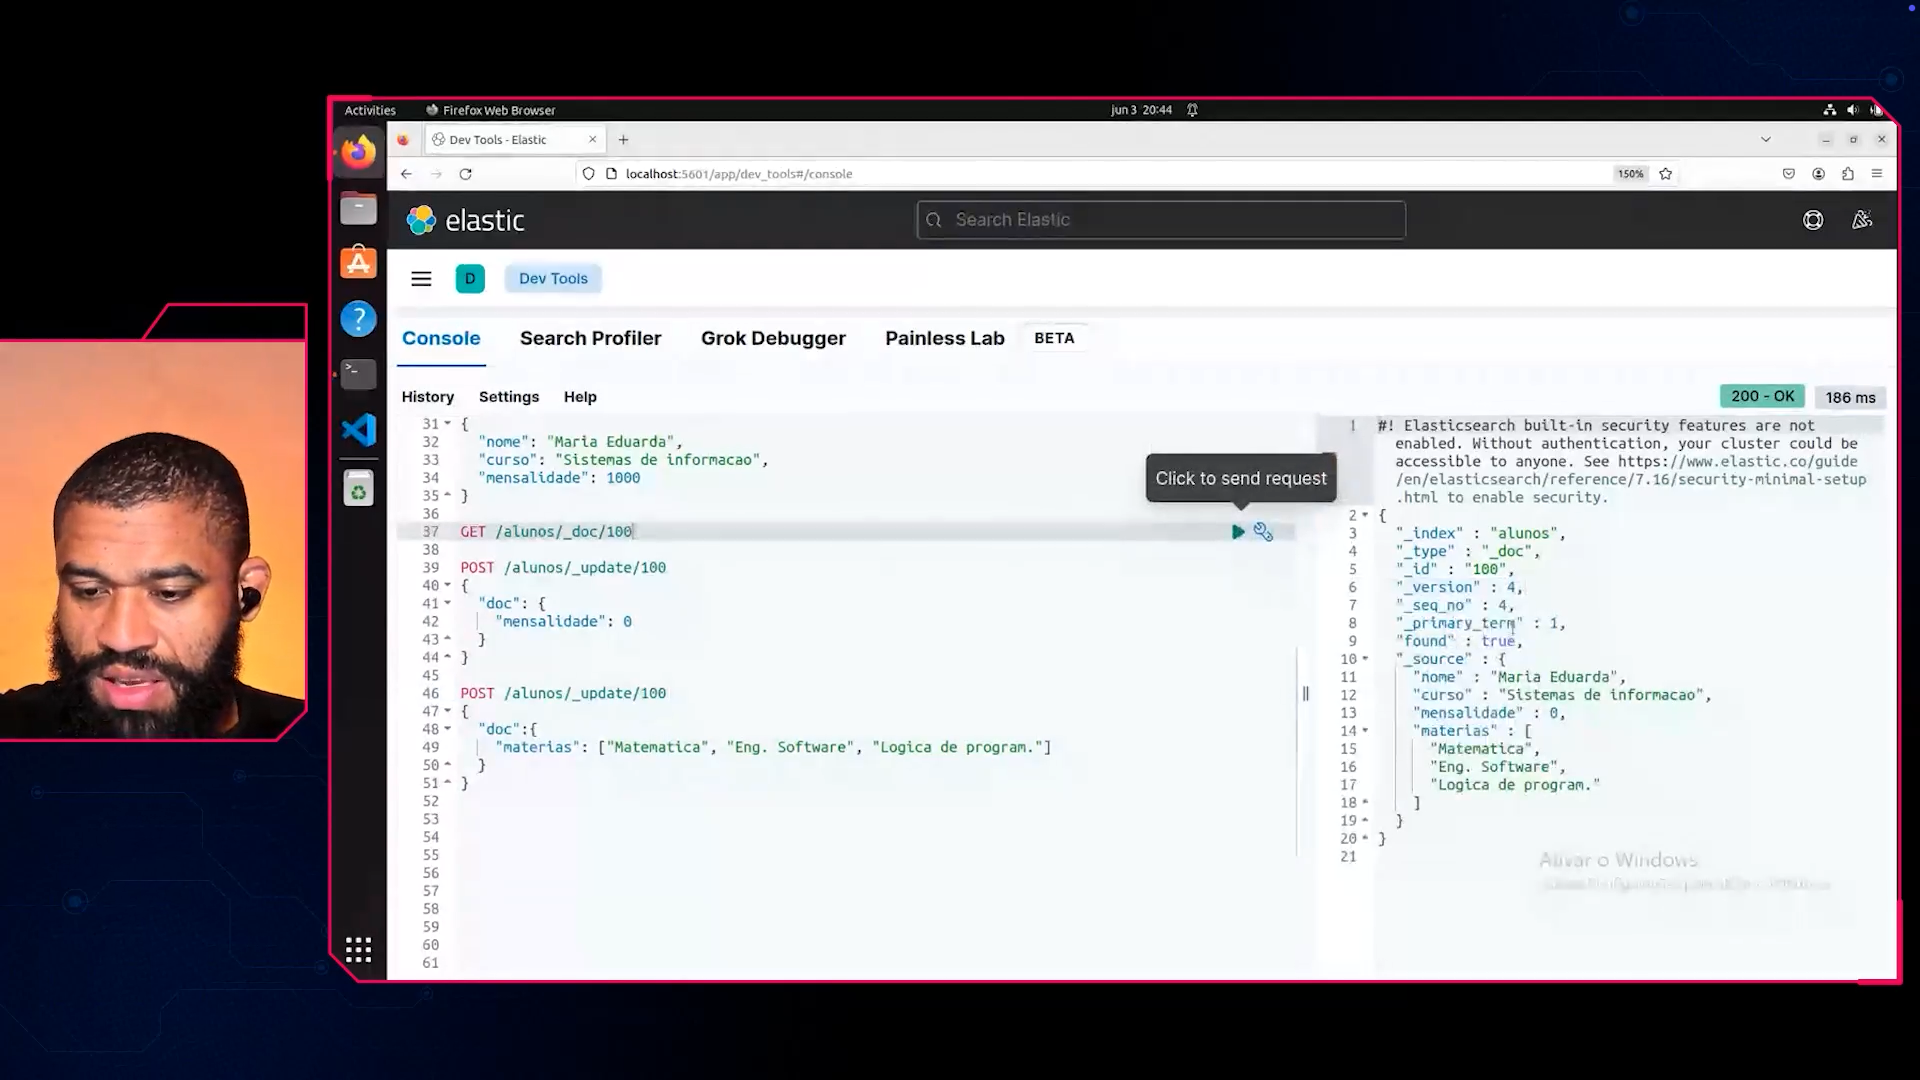 Activities
Firefox Web Browser
jun 3 20:44
Dev Tools - Elastic
localhost:5601/app/dev_tools#/console
150%
elastic
Search Elastic
D
Dev Tools
Console
Search Profiler
Grok Debugger
Painless Lab
BETA
History
Settings
Help
200 - OK
186 ms
31 {
32 "nome": "Maria Eduarda",
33 "curso": "Sistemas de informacao",
34 "mensalidade": 1000
35 }
36
37 GET /alunos/_doc/100
38
39 POST /alunos/_update/100
40 {
41 "doc": {
42 "mensalidade": 0
43 }
44 }
45
46 POST /alunos/_update/100
47 {
48 "doc":{
49 "materias": ["Matematica", "Eng. Software", "Logica de program."]
50 }
51 }
52
53
54
55
56
57
58
59
60
61
Click to send request
1 #! Elasticsearch built-in security features are not
enabled. Without authentication, your cluster could be
accessible to anyone. See https://www.elastic.co/guide
/en/elasticsearch/reference/7.16/security-minimal-setup
.html to enable security.
2 {
3 "_index" : "alunos",
4 "_type" : "_doc",
5 "_id" : "100",
6 "_version" : 4,
7 "_seq_no" : 4,
8 "_primary_term" : 1,
9 "found" : true,
10 "_source" : {
11 "nome" : "Maria Eduarda",
12 "curso" : "Sistemas de informacao",
13 "mensalidade" : 0,
14 "materias" : [
15 "Matematica",
16 "Eng. Software",
17 "Logica de program."
18 ]
19 }
20 }
21
Ativar o Windows